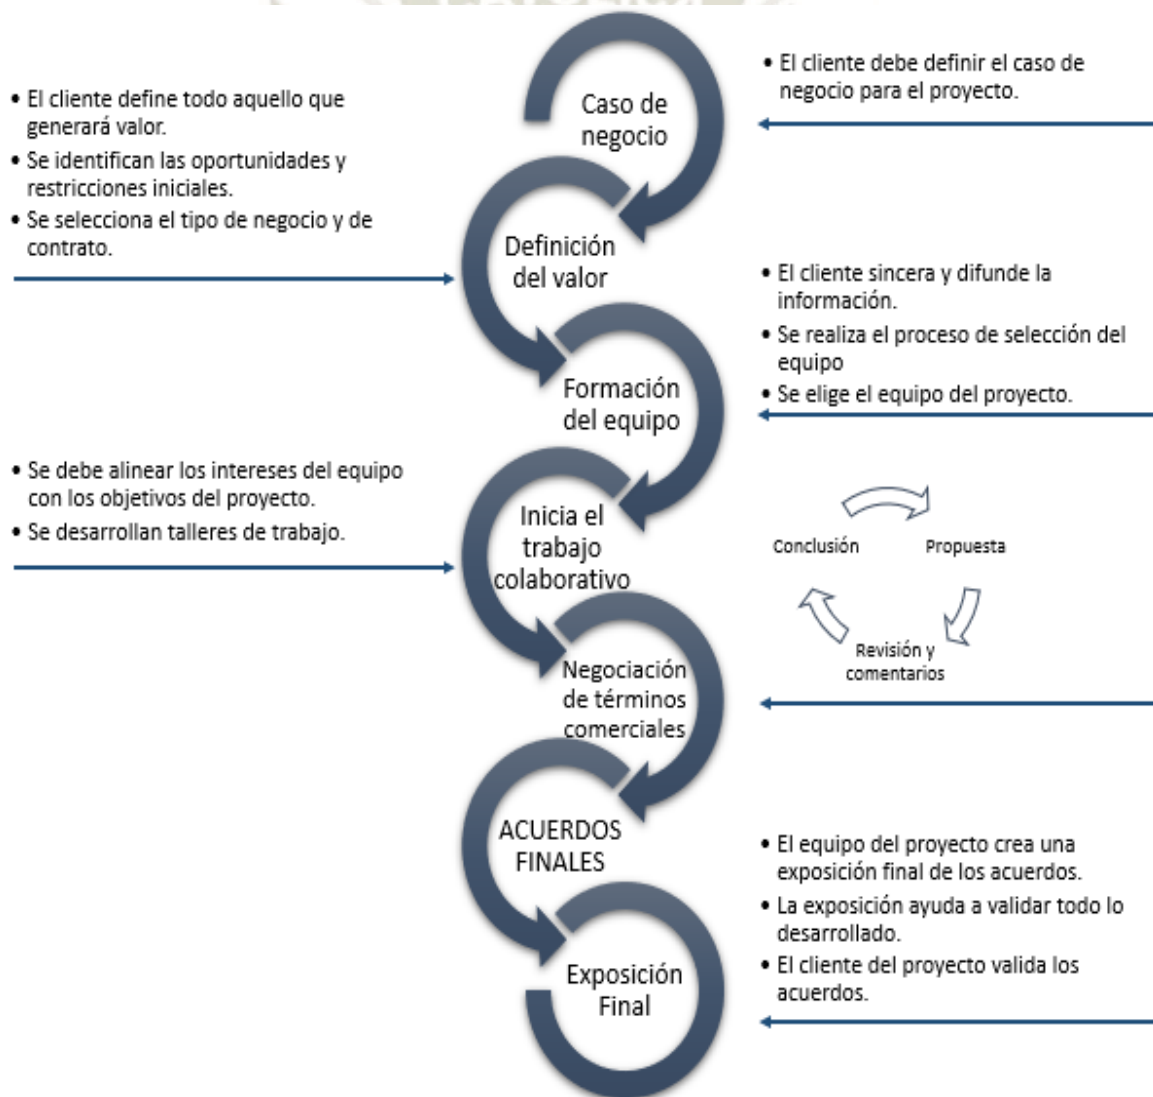 Caso de
negocio
• El cliente debe definir el caso de
negocio para el proyecto.
• El cliente define todo aquello que
generará valor.
• Se identifican las oportunidades y
restricciones iniciales.
• Se selecciona el tipo de negocio y de
contrato.
Definición
del valor
• El cliente sincera y difunde la
información.
• Se realiza el proceso de selección del
equipo
• Se elige el equipo del proyecto.
Formación
del equipo
• Se debe alinear los intereses del equipo
con los objetivos del proyecto.
• Se desarrollan talleres de trabajo.
Inicia el
trabajo
colaborativo
Conclusión
Propuesta
Revisión y
comentarios
Negociación
de términos
comerciales
ACUERDOS
FINALES
• El equipo del proyecto crea una
exposición final de los acuerdos.
• La exposición ayuda a validar todo lo
desarrollado.
• El cliente del proyecto valida los
acuerdos.
Exposición
Final